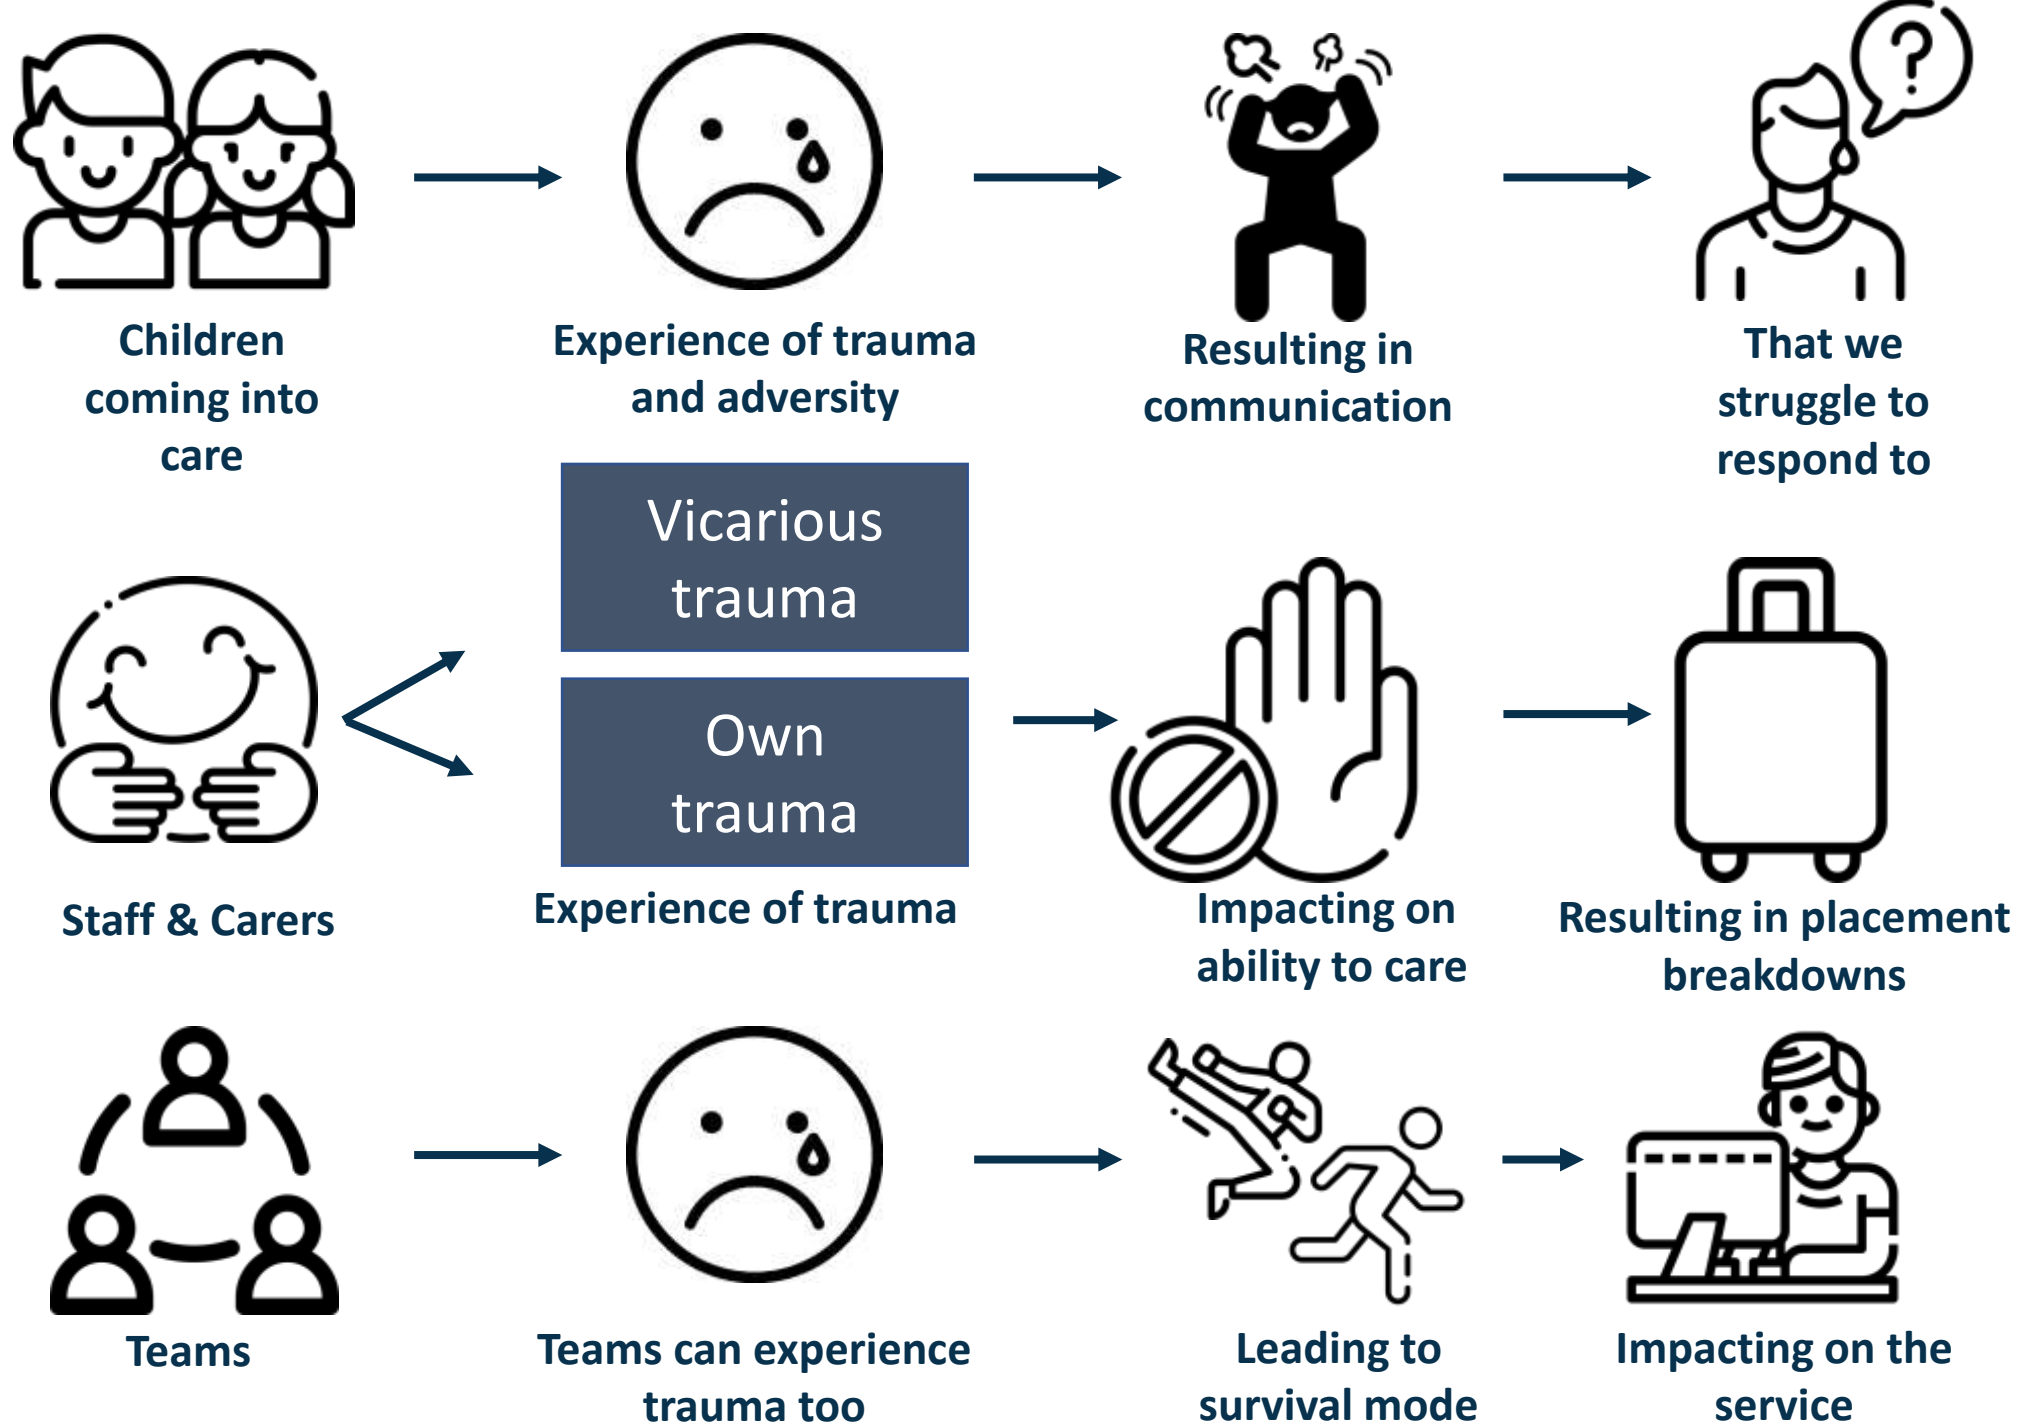 Children
coming into
care
Experience of trauma
and adversity
Resulting in
communication
?
That we
struggle to
respond to
Staff & Carers
Vicarious
trauma
Own
trauma
Experience of trauma
Impacting on
ability to care
Resulting in placement
breakdowns
Teams
Teams can experience
trauma too
Leading to
survival mode
Impacting on the
service